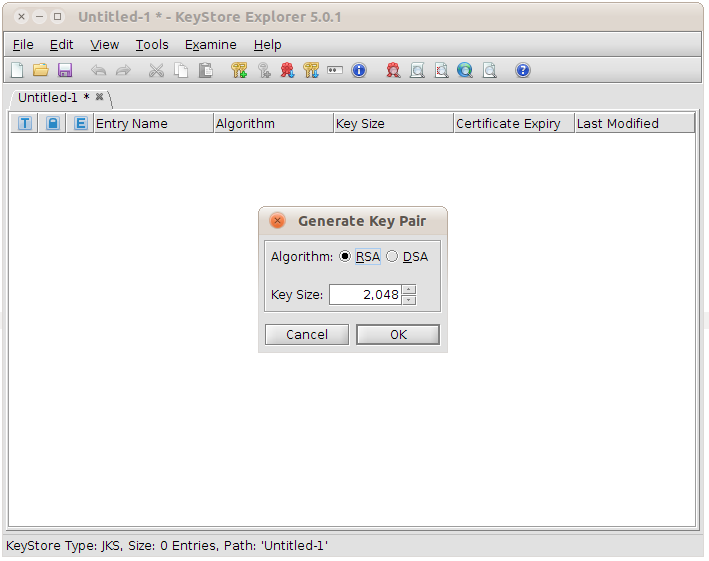 Untitled-1 * - KeyStore Explorer 5.0.1
File Edit View Tools Examine Help
Untitled-1 *
T E Entry Name Algorithm Key Size Certificate Expiry Last Modified
Generate Key Pair
Algorithm: RSA DSA
Key Size: 2,048
Cancel OK
KeyStore Type: JKS, Size: 0 Entries, Path: 'Untitled-1'